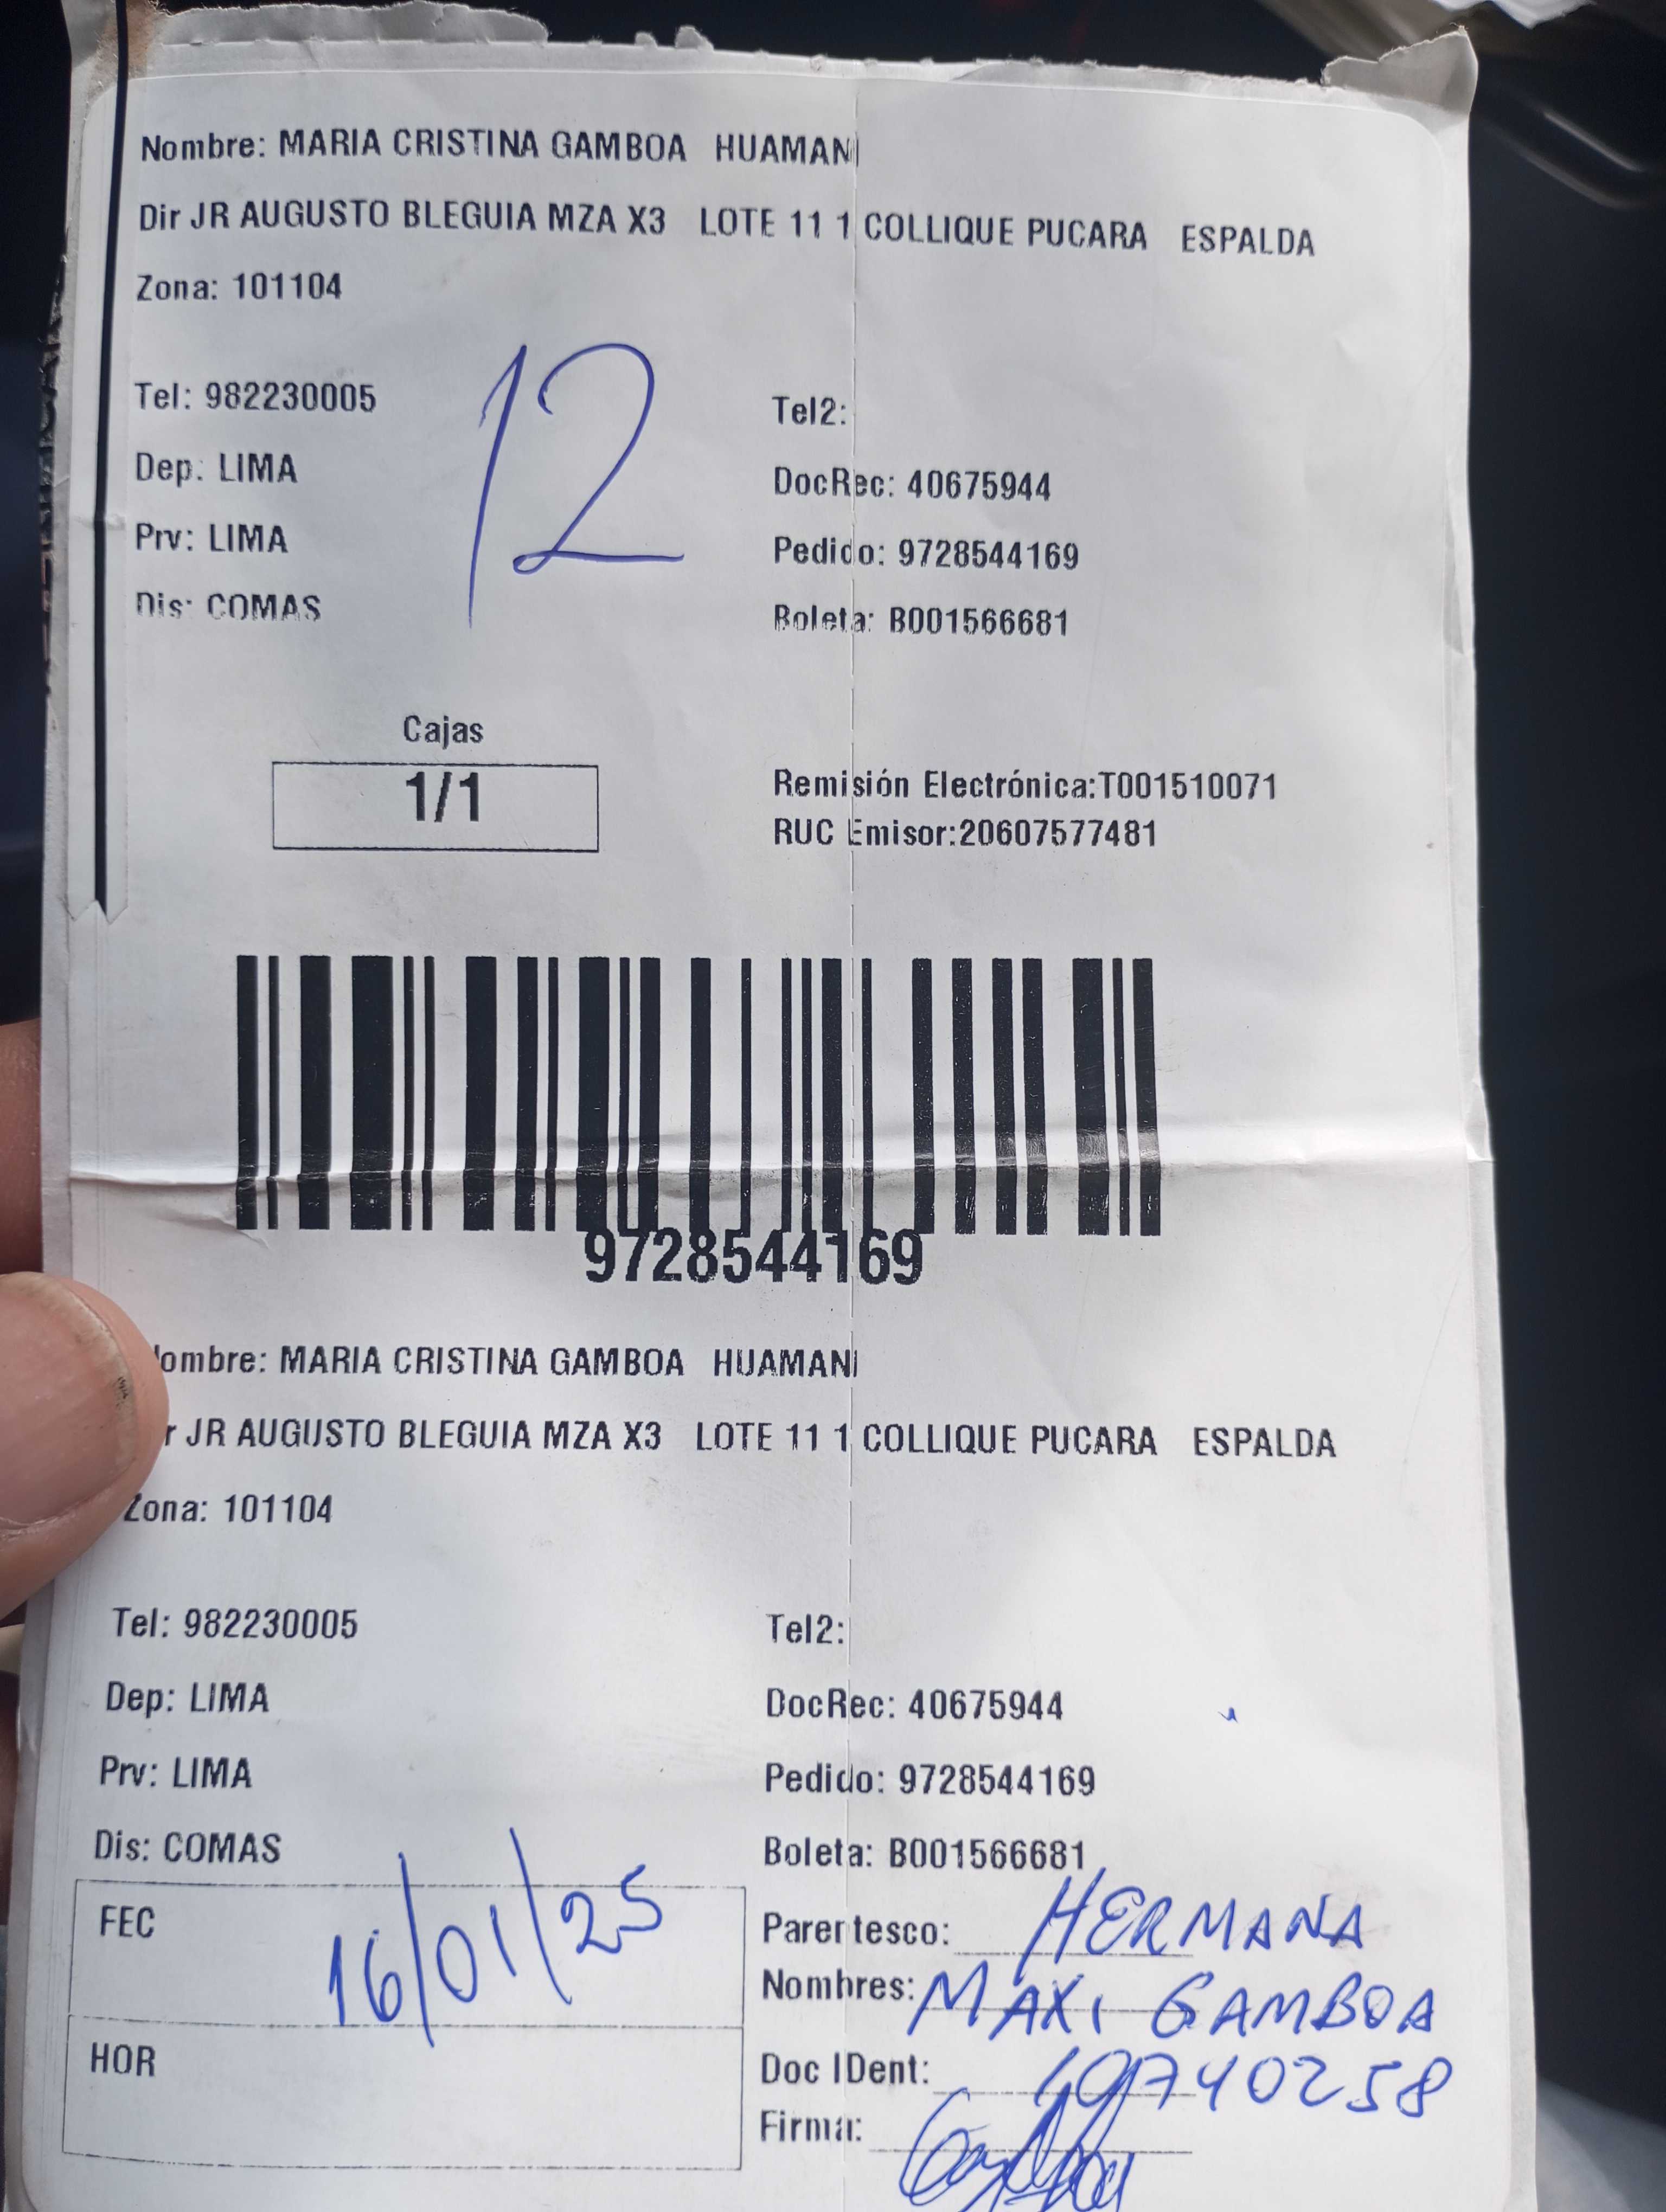 Nombre: MARIA CRISTINA GAMBOA HUAMANI
Dir JR AUGUSTO BLEGUIA MZA X3 LOTE 11 1 COLLIQUE PUCARA ESPALDA
Zona: 101104
12
Tel: 982230005 Tel2:
Dep: LIMA DocRec: 40675944
Prv: LIMA Pedido: 9728544169
Dis: COMAS Boleta: B001566681
Cajas
1/1
Remisión Electrónica:T001510071
RUC Emisor:20607577481
9728544169
Nombre: MARIA CRISTINA GAMBOA HUAMANI
Dir JR AUGUSTO BLEGUIA MZA X3 LOTE 11 1 COLLIQUE PUCARA ESPALDA
Zona: 101104
Tel: 982230005 Tel2:
Dep: LIMA DocRec: 40675944
Prv: LIMA Pedido: 9728544169
Dis: COMAS Boleta: B001566681
FEC 16/01/25 Parentesco: HERMANA
Nombres: MAXI GAMBOA
HOR Doc IDent:
Firma: